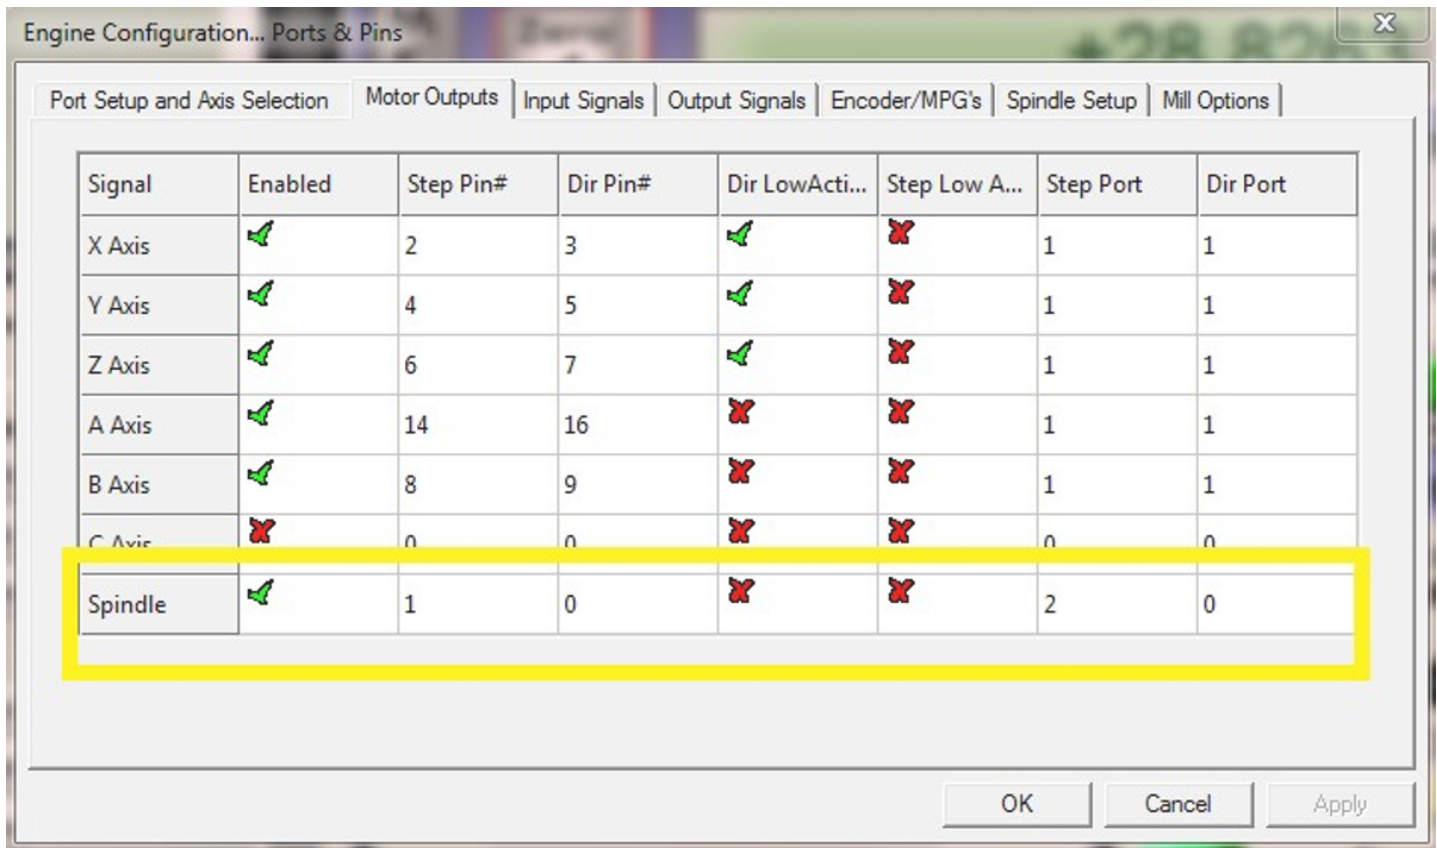 Engine Configuration... Ports & Pins
Port Setup and Axis Selection Motor Outputs Input Signals Output Signals Encoder/MPG's Spindle Setup Mill Options
Signal Enabled Step Pin# Dir Pin# Dir LowActi... Step Low A... Step Port Dir Port
X Axis 2 3 1 1
Y Axis 4 5 1 1
Z Axis 6 7 1 1
A Axis 14 16 1 1
B Axis 8 9 1 1
C Axis 0 0 0 0
Spindle 1 0 2 0
OK Cancel Apply